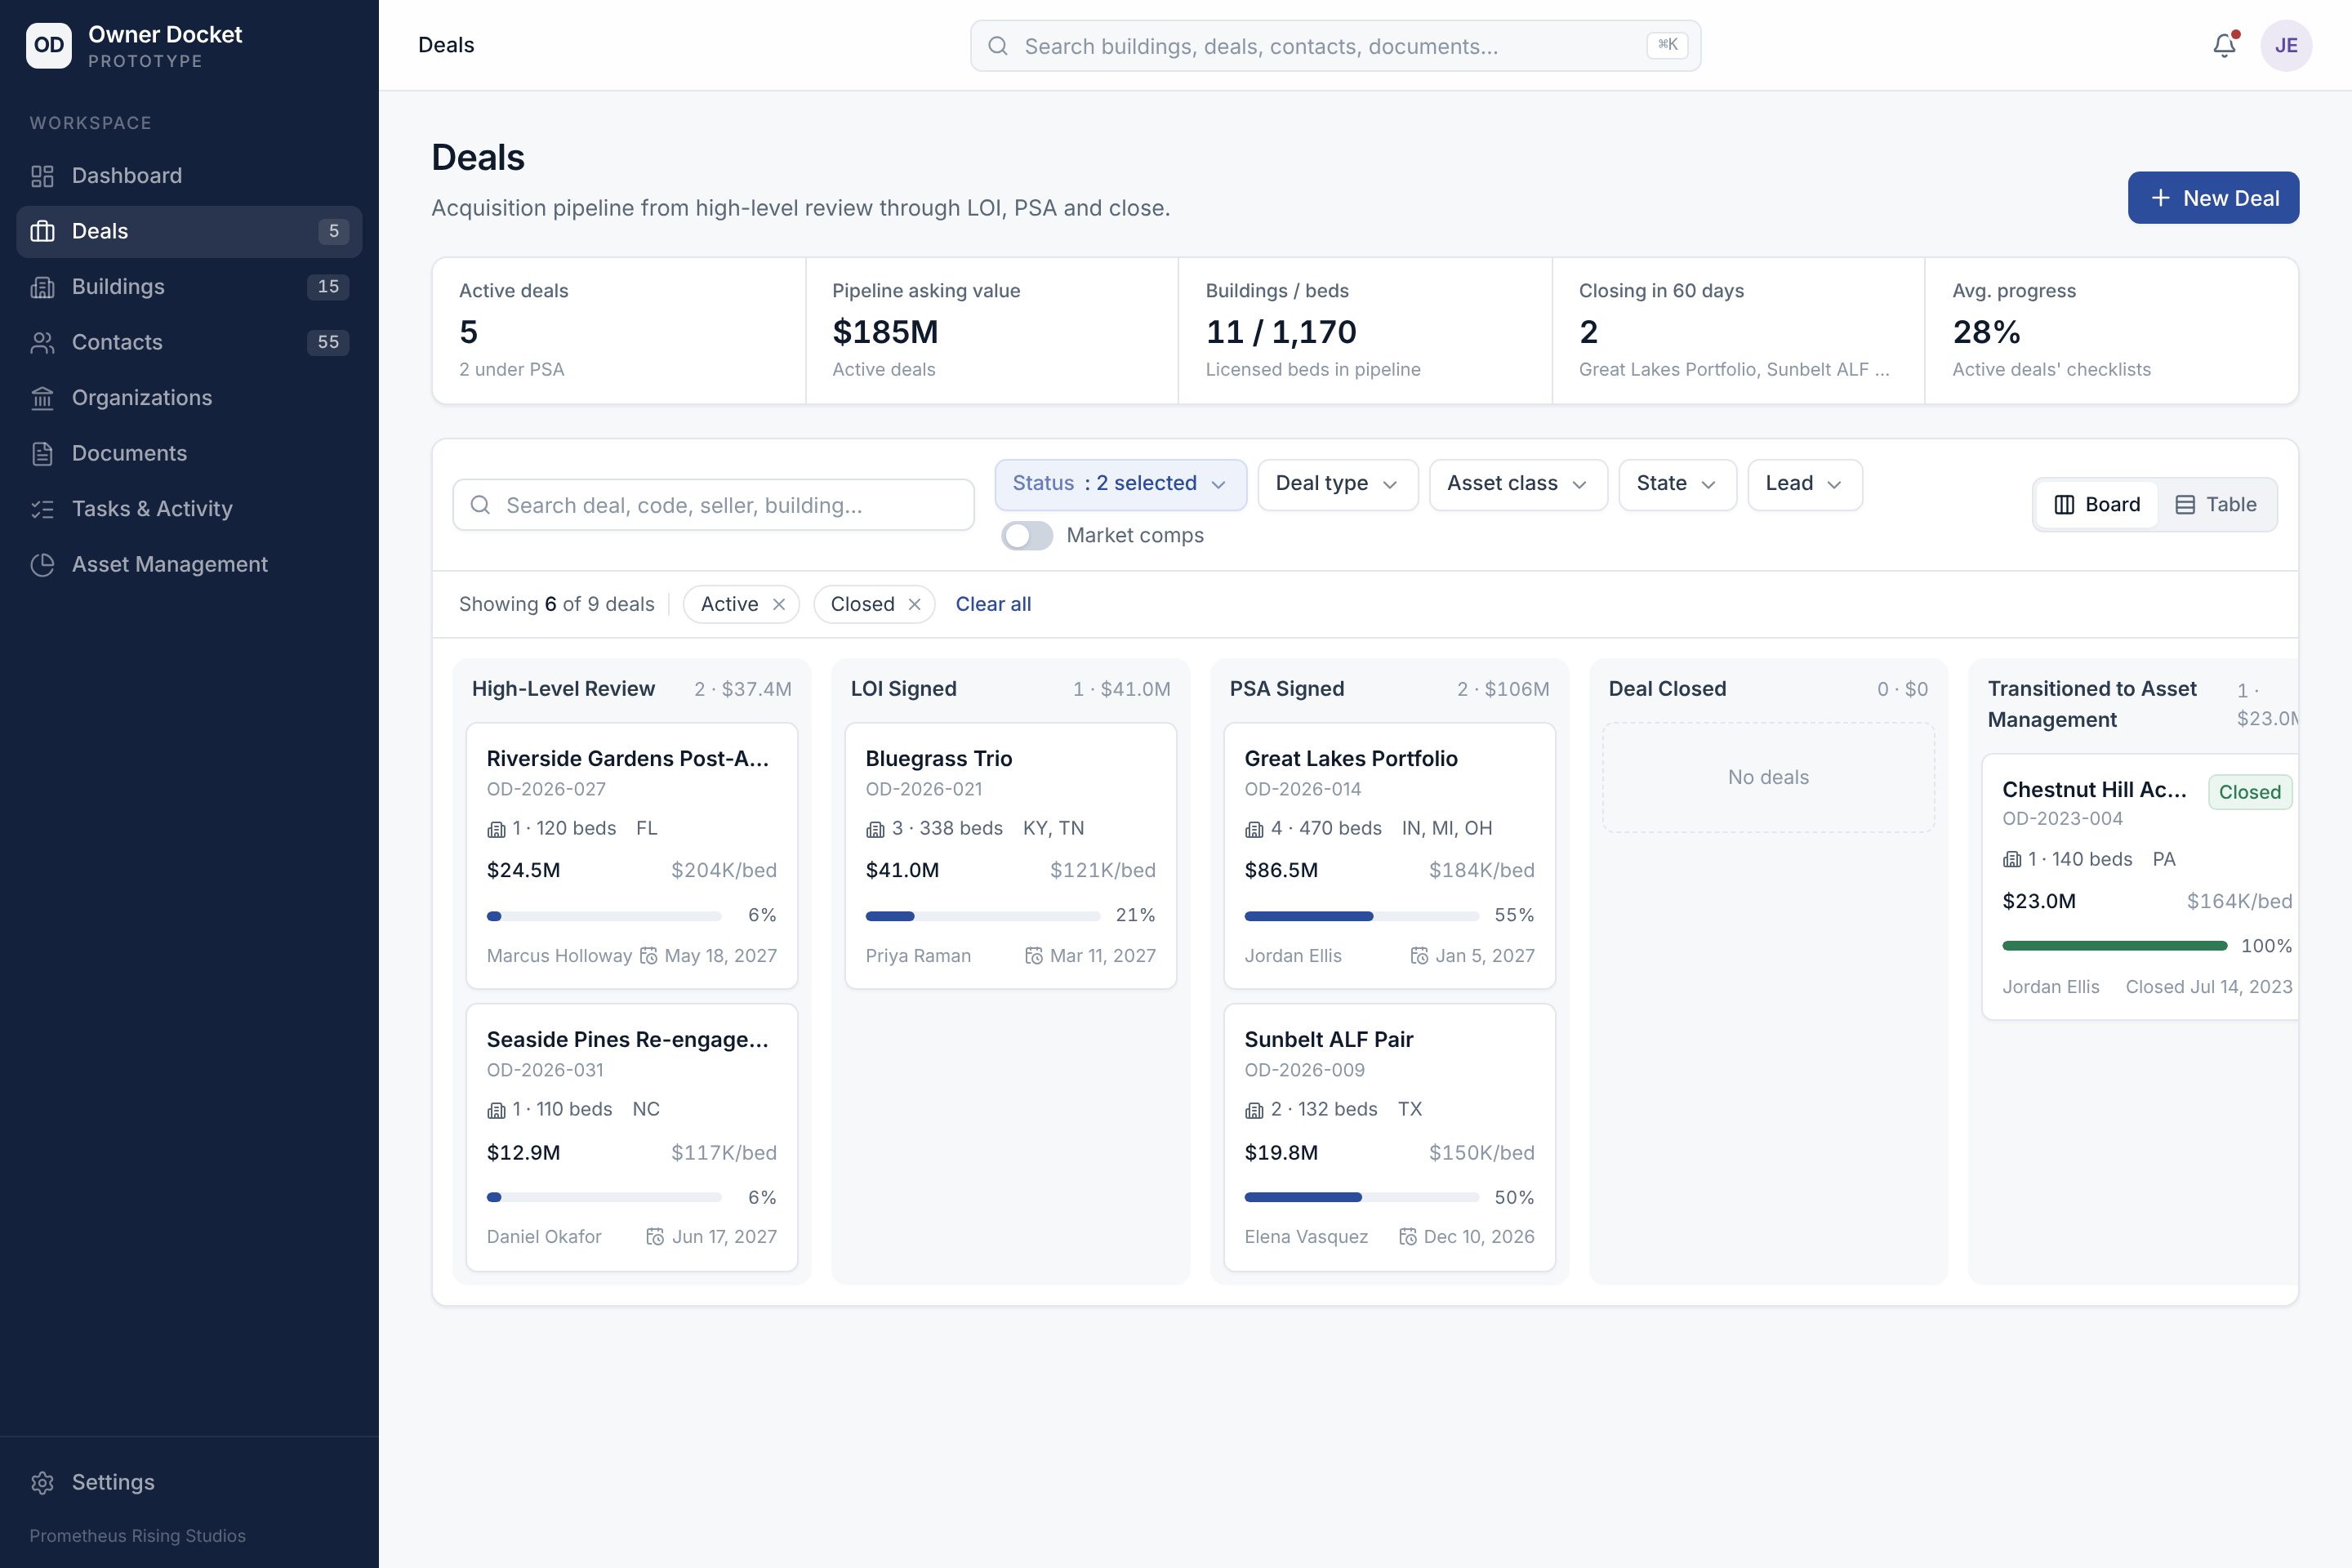 OD
Owner Docket
PROTOTYPE
WORKSPACE
Dashboard
Deals 5
Buildings 15
Contacts 55
Organizations
Documents
Tasks & Activity
Asset Management
Settings
Prometheus Rising Studios
Deals
Search buildings, deals, contacts, documents...
⌘K
JE
Deals
Acquisition pipeline from high-level review through LOI, PSA and close.
New Deal
Active deals
5
2 under PSA
Pipeline asking value
$185M
Active deals
Buildings / beds
11 / 1,170
Licensed beds in pipeline
Closing in 60 days
2
Great Lakes Portfolio, Sunbelt ALF ...
Avg. progress
28%
Active deals' checklists
Search deal, code, seller, building...
Status : 2 selected
Deal type
Asset class
State
Lead
Market comps
Board
Table
Showing 6 of 9 deals
Active
Closed
Clear all
High-Level Review 2 · $37.4M
Riverside Gardens Post-A...
OD-2026-027
1 · 120 beds FL
$24.5M $204K/bed
6%
Marcus Holloway May 18, 2027
Seaside Pines Re-engage...
OD-2026-031
1 · 110 beds NC
$12.9M $117K/bed
6%
Daniel Okafor Jun 17, 2027
LOI Signed 1 · $41.0M
Bluegrass Trio
OD-2026-021
3 · 338 beds KY, TN
$41.0M $121K/bed
21%
Priya Raman Mar 11, 2027
PSA Signed 2 · $106M
Great Lakes Portfolio
OD-2026-014
4 · 470 beds IN, MI, OH
$86.5M $184K/bed
55%
Jordan Ellis Jan 5, 2027
Sunbelt ALF Pair
OD-2026-009
2 · 132 beds TX
$19.8M $150K/bed
50%
Elena Vasquez Dec 10, 2026
Deal Closed 0 · $0
No deals
Transitioned to Asset 1 ·
Management $23.0M
Chestnut Hill Ac... Closed
OD-2023-004
1 · 140 beds PA
$23.0M $164K/bed
100%
Jordan Ellis Closed Jul 14, 2023